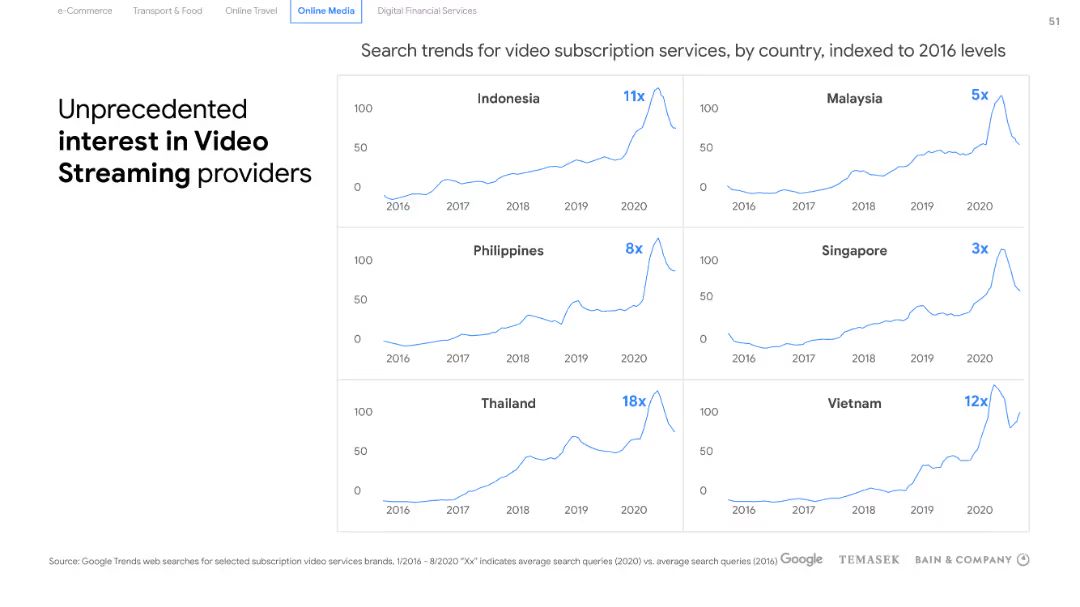 e-Commerce Transport & Food Online Travel Online Media Digital Financial Services
51
Search trends for video subscription services, by country, indexed to 2016 levels
Unprecedented
interest in Video
Streaming providers
Indonesia
11x
100
50
0
2016 2017 2018 2019 2020
Malaysia
5x
100
50
0
2016 2017 2018 2019 2020
Philippines
8x
100
50
0
2016 2017 2018 2019 2020
Singapore
3x
100
50
0
2016 2017 2018 2019 2020
Thailand
18x
100
50
0
2016 2017 2018 2019 2020
Vietnam
12x
100
50
0
2016 2017 2018 2019 2020
Source: Google Trends web searches for selected subscription video services brands, 1/2016 - 8/2020 "Xx" indicates average search queries (2020) vs. average search queries (2016)
Google TEMASEK BAIN & COMPANY